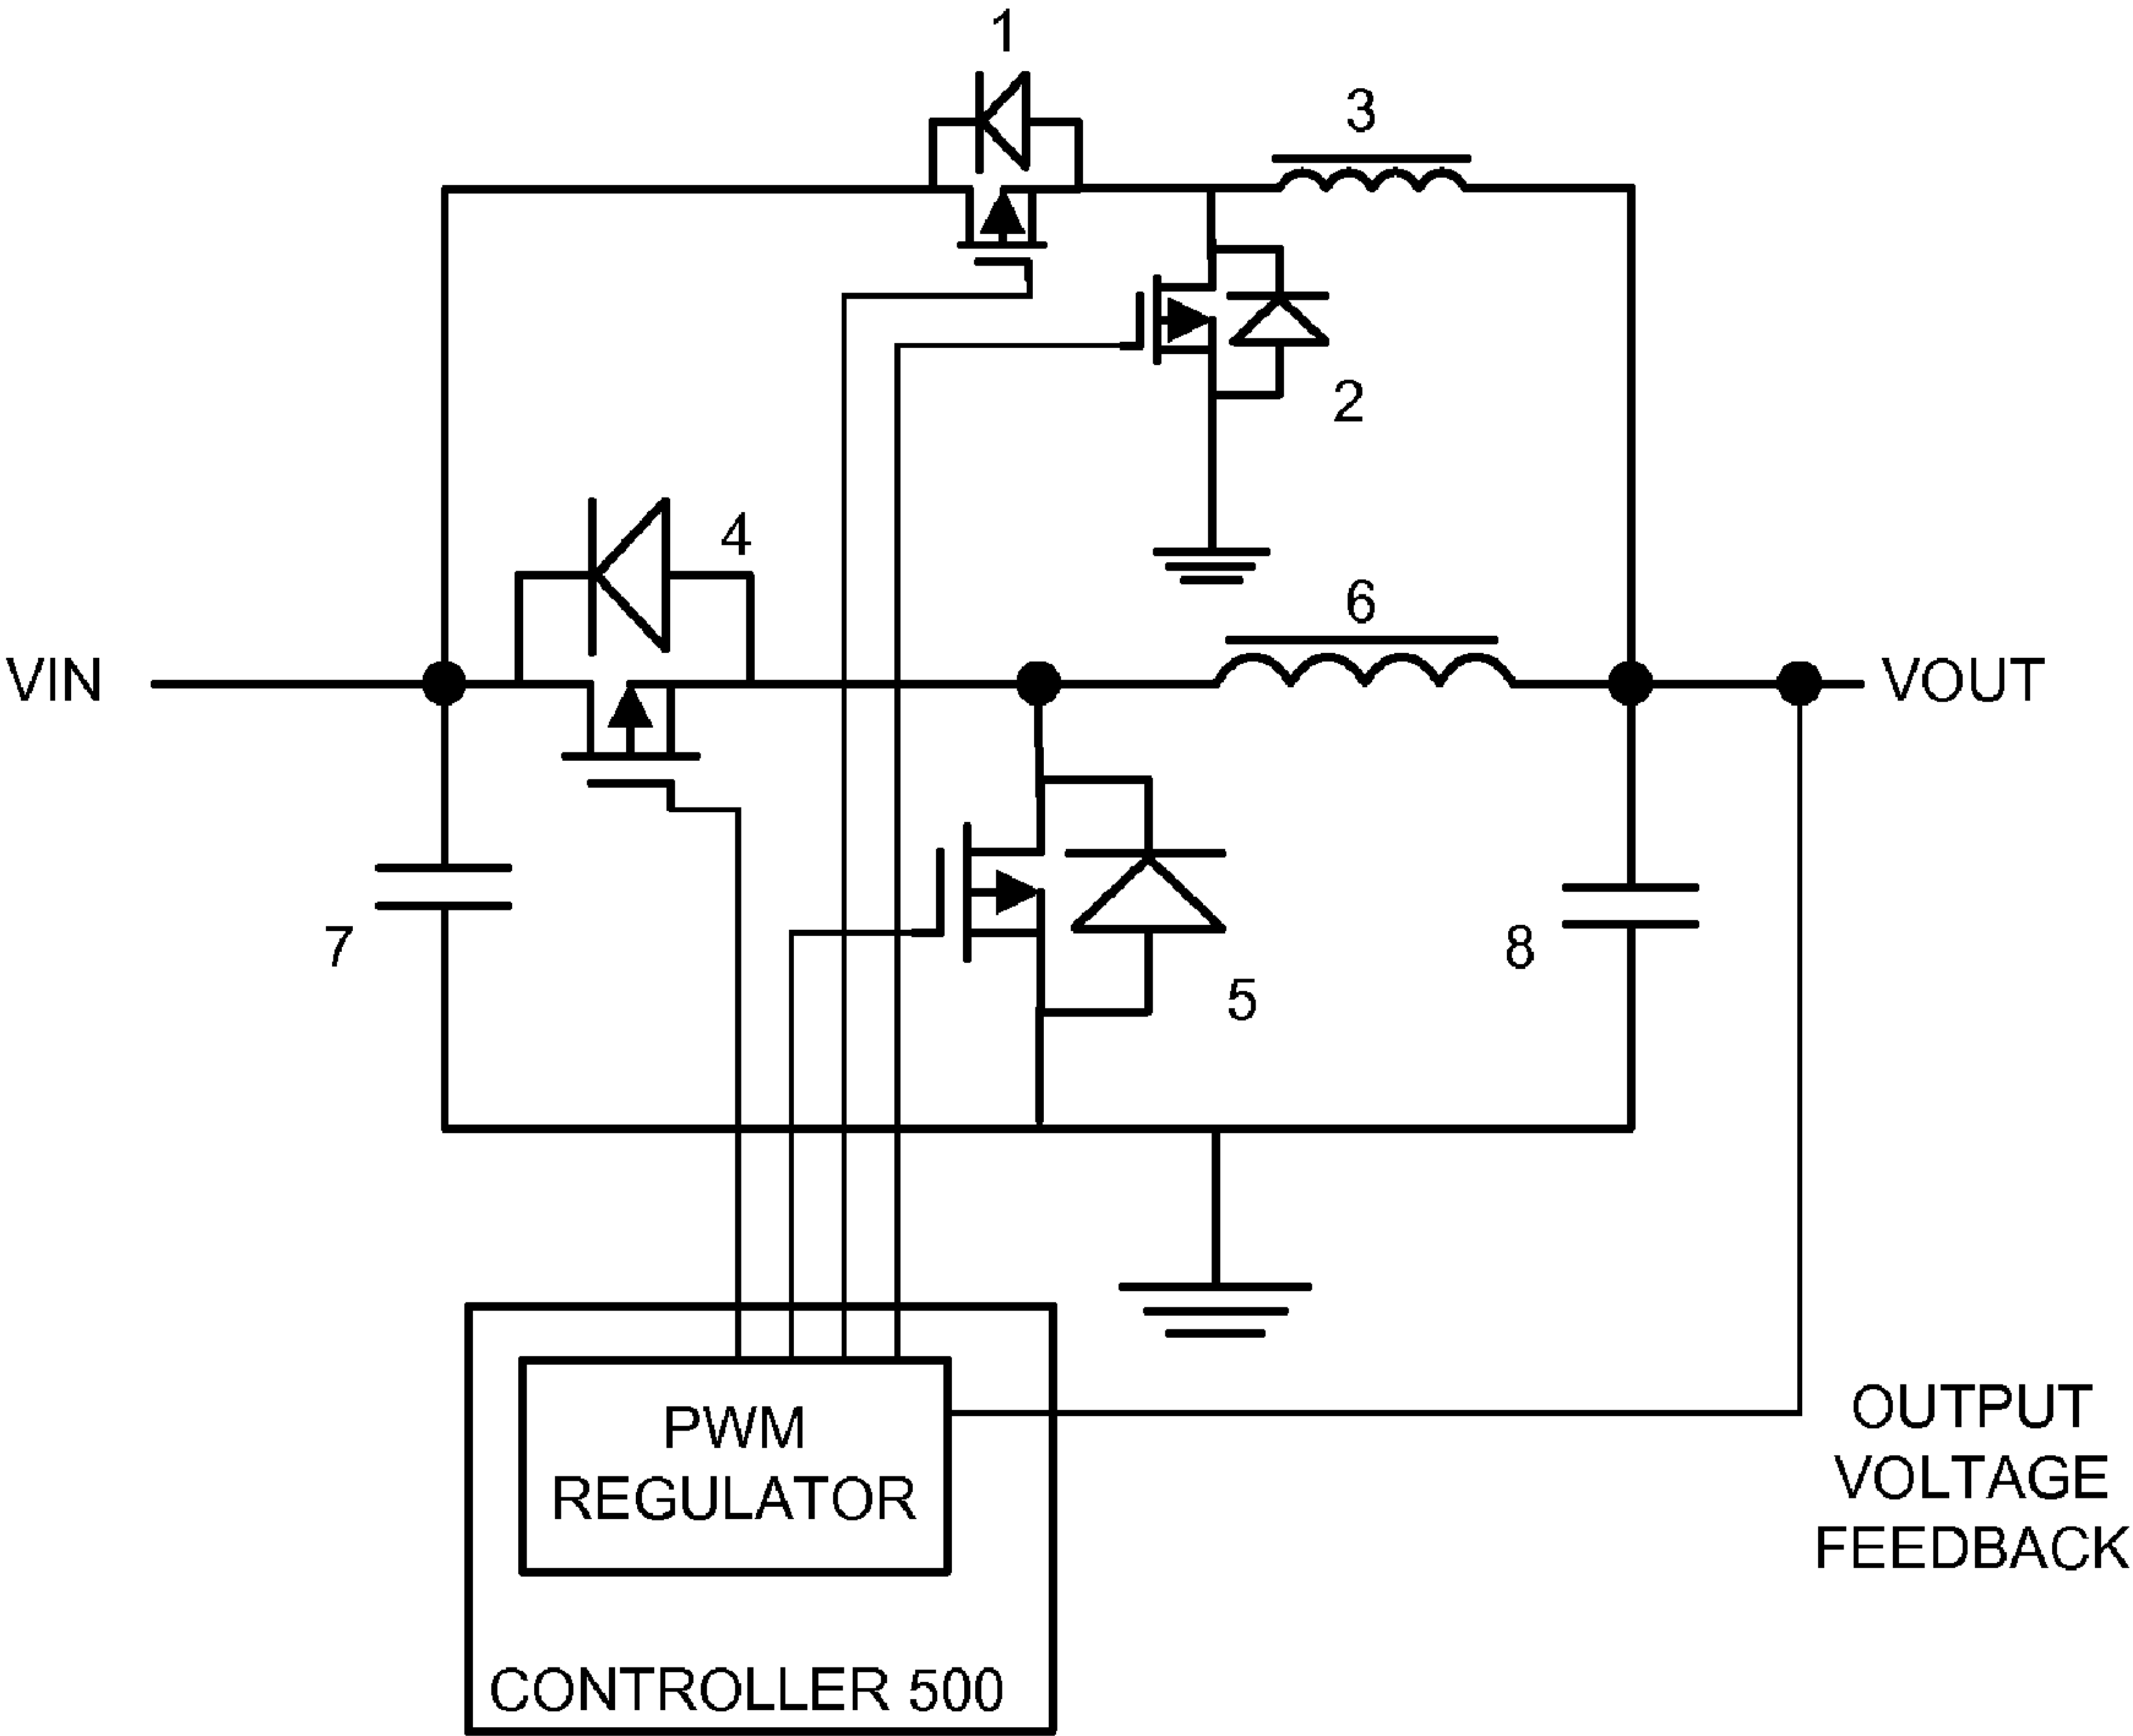 1
3
2
4
6
VIN
VOUT
7
8
5
PWM
REGULATOR
OUTPUT
VOLTAGE
FEEDBACK
CONTROLLER 500